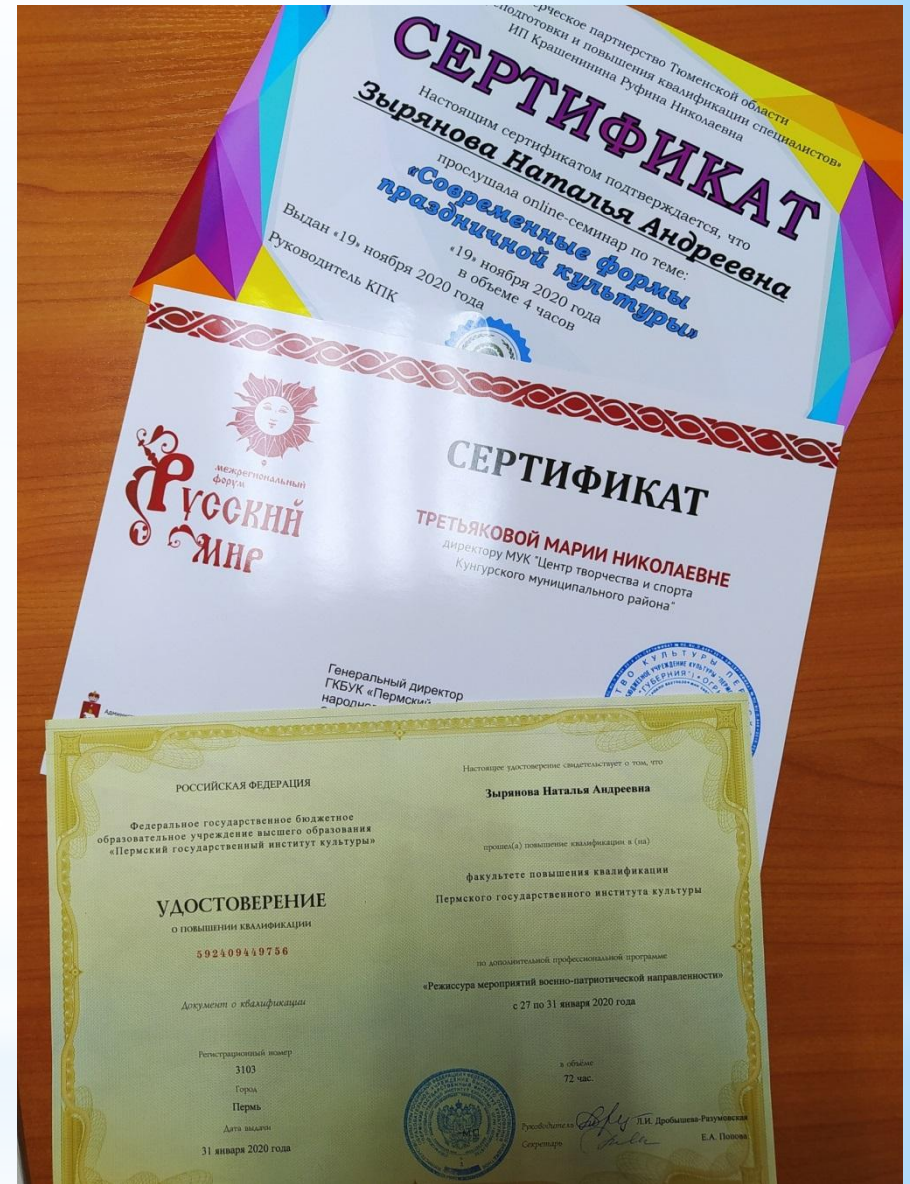 рческое партнерство Тюменской области
подготовки и повышения квалификации специалистов»
ИП Крашенинина Руфина Николаевна
СЕРТИФИКАТ
Настоящим сертификатом подтверждается, что
Зырянова Наталья Андреевна
прослушала online-семинар по теме:
«Современные формы
праздничной культуры»
«19» ноября 2020 года
в объеме 4 часов
Выдан «19» ноября 2020 года
Руководитель КПК
межрегиональный
форум
Русский
мир
СЕРТИФИКАТ
ТРЕТЬЯКОВОЙ МАРИИ НИКОЛАЕВНЕ
директору МУК "Центр творчества и спорта
Кунгурского муниципального района"
Генеральный директор
ГКБУК «Пермский
РОССИЙСКАЯ ФЕДЕРАЦИЯ
Федеральное государственное бюджетное
образовательное учреждение высшего образования
«Пермский государственный институт культуры»
УДОСТОВЕРЕНИЕ
О ПОВЫШЕНИИ КВАЛИФИКАЦИИ
592409449756
Документ о квалификации
Регистрационный номер
3103
Город
Пермь
Дата выдачи
31 января 2020 года
Настоящее удостоверение свидетельствует о том, что
Зырянова Наталья Андреевна
прошел(а) повышение квалификации в (на)
факультете повышения квалификации
Пермского государственного института культуры
по дополнительной профессиональной программе
«Режиссура мероприятий военно-патриотической направленности»
с 27 по 31 января 2020 года
в объёме
72 час.
Руководитель Л.И. Дробышева-Разумовская
Секретарь Е.А. Попова